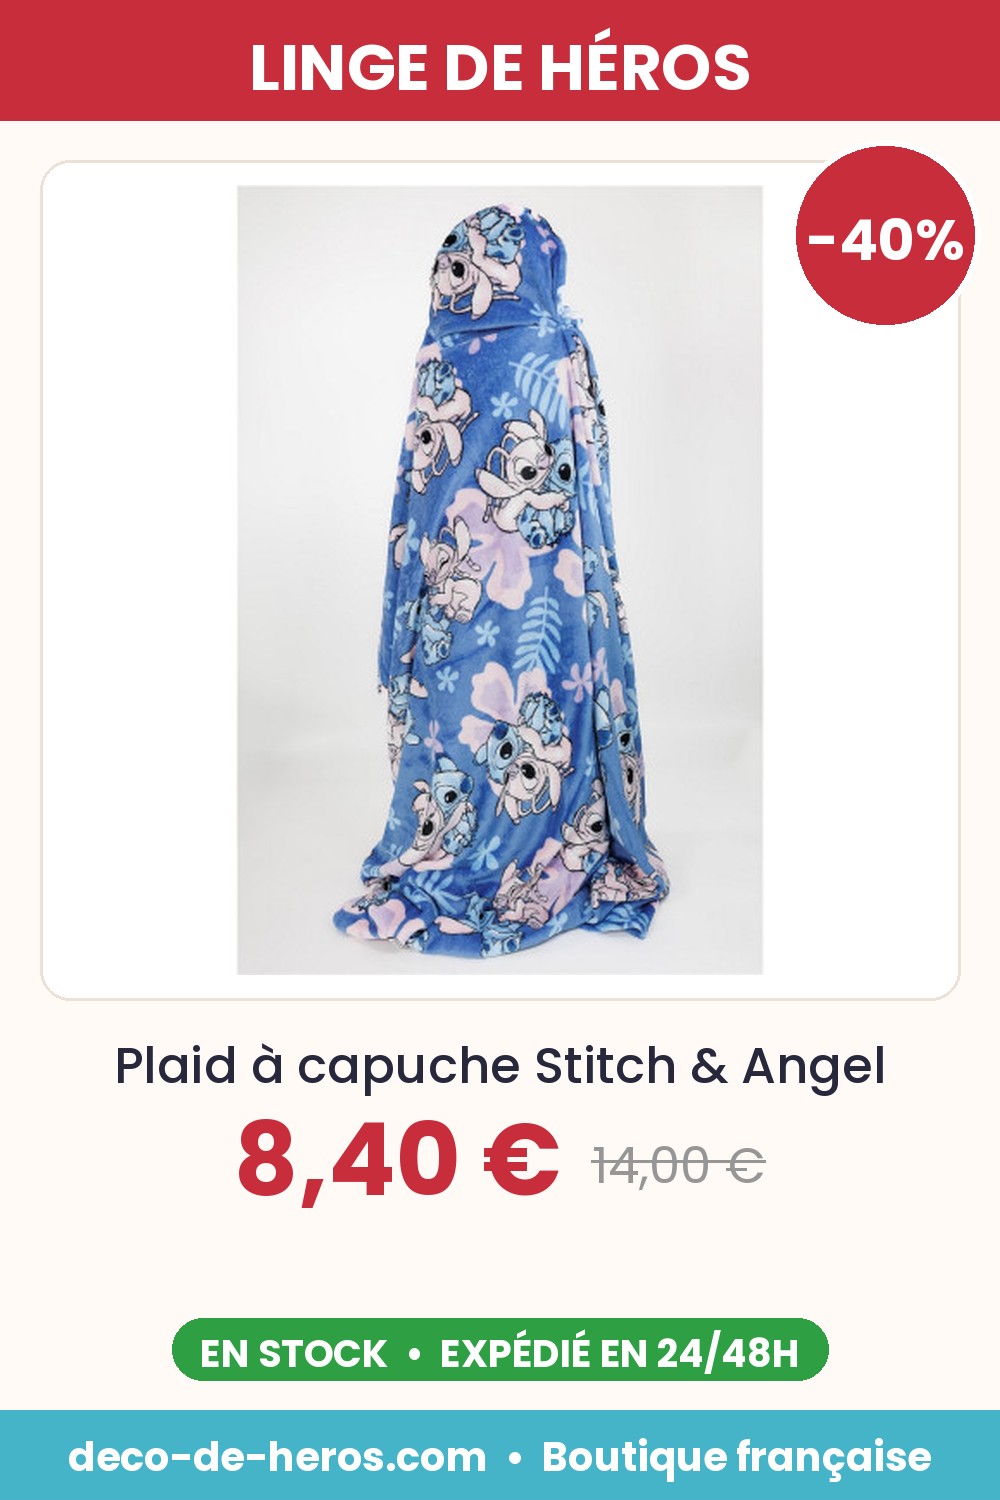 LINGE DE HÉROS
-40%
Plaid à capuche Stitch & Angel
8,40 € 14,00 €
EN STOCK • EXPÉDIÉ EN 24/48H
deco-de-heros.com • Boutique française